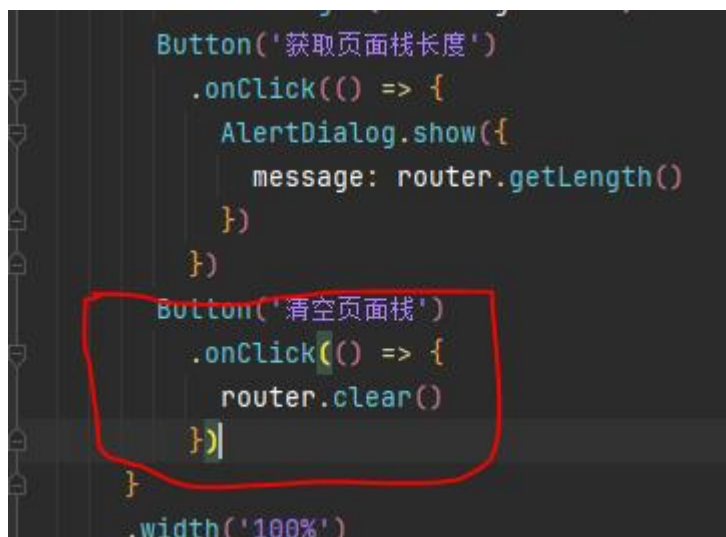 Button('获取页面栈长度')
.onClick(() => {
AlertDialog.show({
message: router.getLength()
})
})
Button('清空页面栈')
.onClick(() => {
router.clear()
})
}
.width('100%')